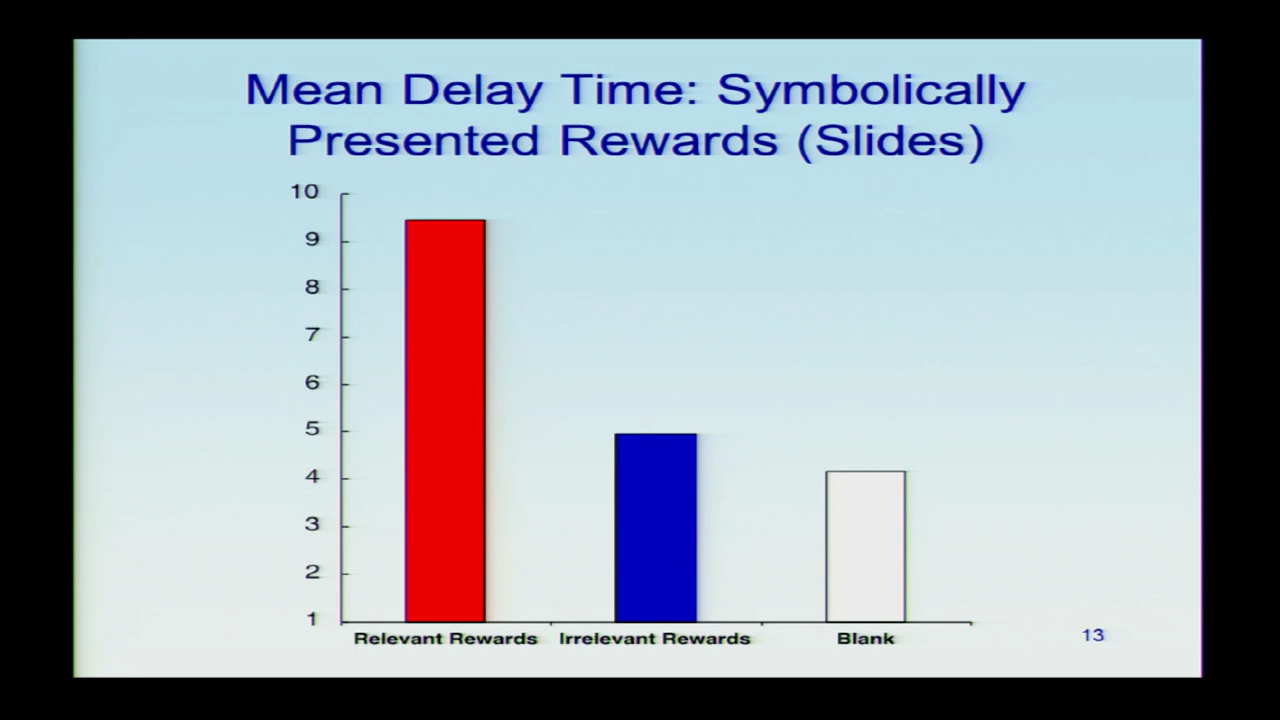 Mean Delay Time: Symbolically
Presented Rewards (Slides)
10
9
8
7
6
5
4
3
2
1
Relevant Rewards
Irrelevant Rewards
Blank
13